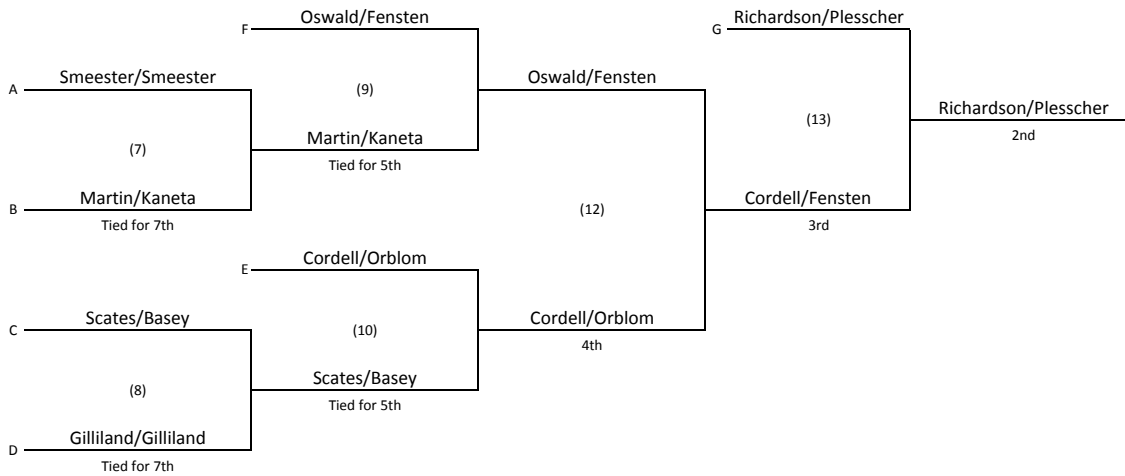 Oswald/Fensten
Richardson/Plesscher
F
G
Smeester/Smeester
Oswald/Fensten
A
(9)
Richardson/Plesscher
(13)
2nd
Martin/Kaneta
(7)
Tied for 5th
Martin/Kaneta
Cordell/Fensten
B
(12)
Tied for 7th
3rd
Cordell/Orblom
E
Scates/Basey
Cordell/Orblom
C
(10)
4th
Scates/Basey
(8)
Tied for 5th
Gilliland/Gilliland
D
Tied for 7th